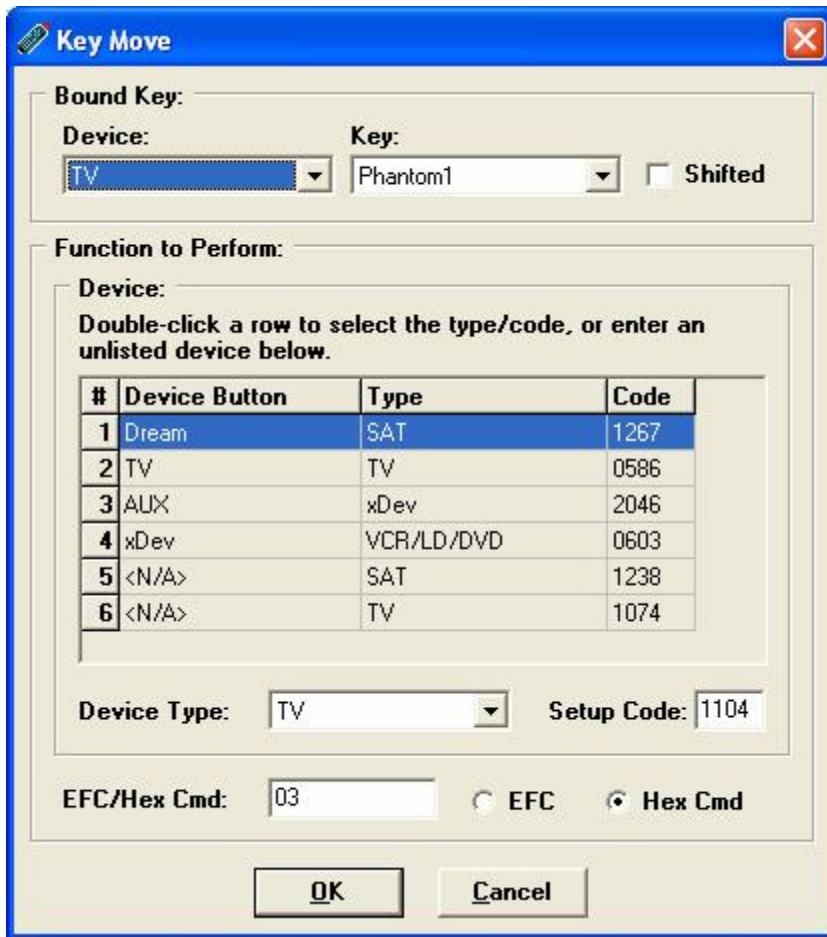 Key Move
Bound Key:
Device: Key:
TV Phantom1 Shifted
Function to Perform:
Device:
Double-click a row to select the type/code, or enter an
unlisted device below.
# Device Button Type Code
1 Dream SAT 1267
2 TV TV 0586
3 AUX xDev 2046
4 xDev VCR/LD/DVD 0603
5 <N/A> SAT 1238
6 <N/A> TV 1074
Device Type: TV Setup Code: 1104
EFC/Hex Cmd: 03 EFC Hex Cmd
OK Cancel